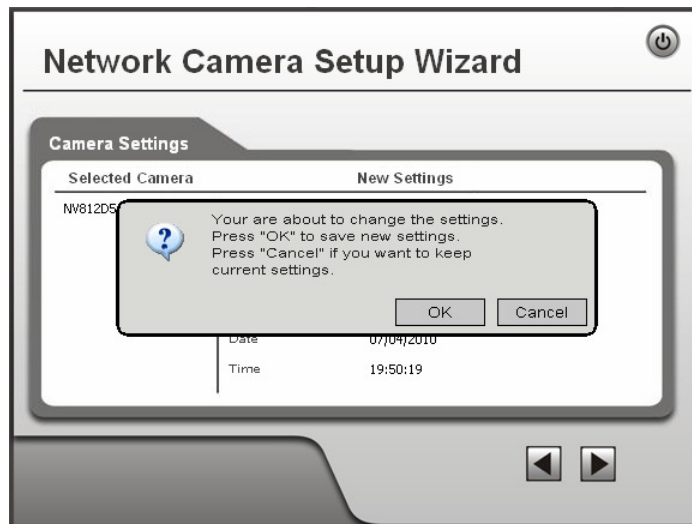 Network Camera Setup Wizard
Camera Settings
Selected Camera New Settings
NV812D5
Your are about to change the settings.
Press "OK" to save new settings.
Press "Cancel" if you want to keep
current settings.
OK Cancel
Date 07/04/2010
Time 19:50:19